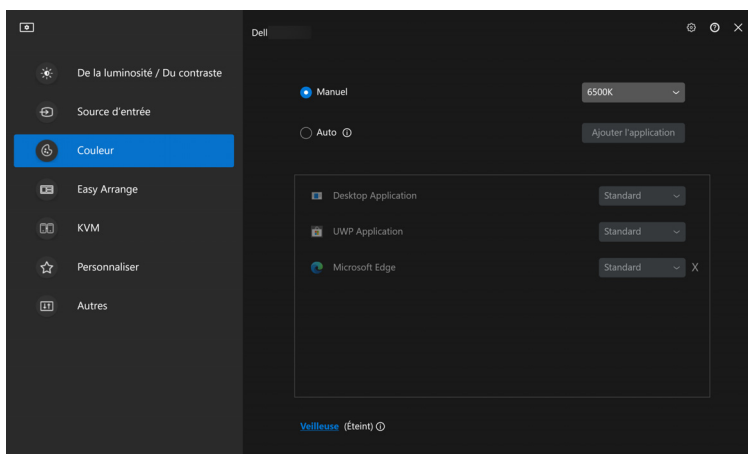 Dell
De la luminosité / Du contraste
Source d'entrée
Couleur
Easy Arrange
KVM
Personnaliser
Autres
Manuel
6500K
Auto
Ajouter l'application
Desktop Application
Standard
UWP Application
Standard
Microsoft Edge
Standard
X
Veilleuse (Éteint)